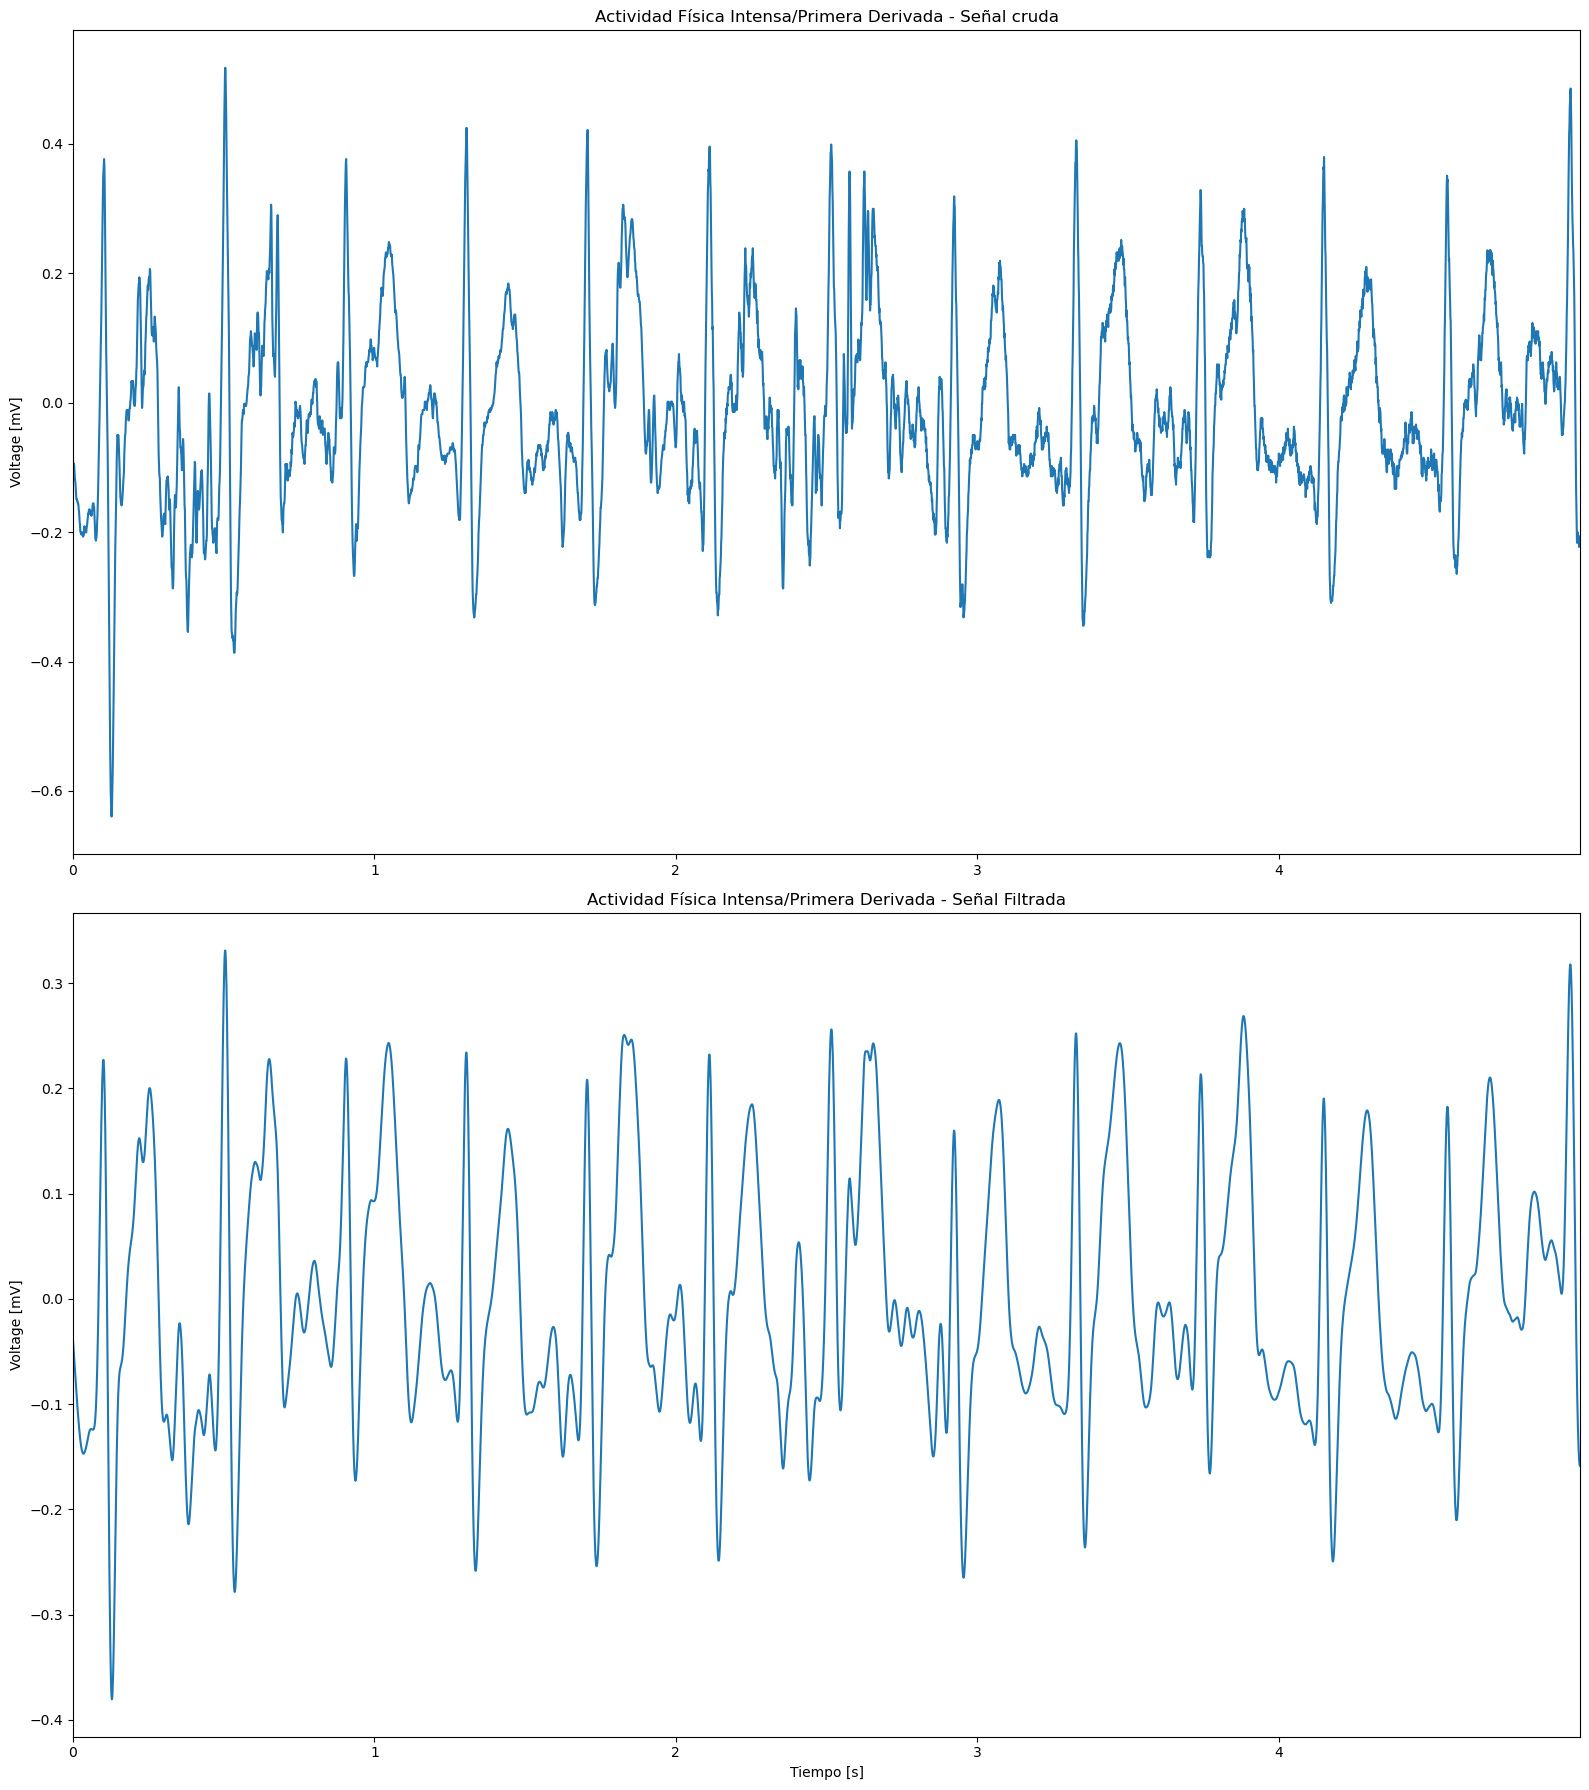 Actividad Física Intensa/Primera Derivada - Señal cruda
Voltage [mV]
0.4
0.2
0.0
−0.2
−0.4
−0.6
0 1 2 3 4
Actividad Física Intensa/Primera Derivada - Señal Filtrada
Voltage [mV]
0.3
0.2
0.1
0.0
−0.1
−0.2
−0.3
−0.4
0 1 2 3 4
Tiempo [s]